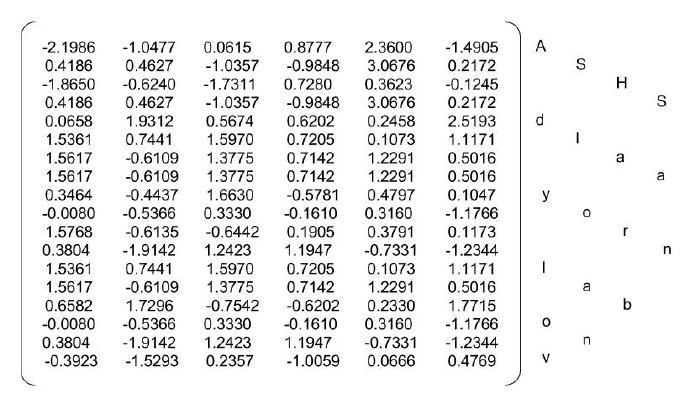 -2.1986 -1.0477 0.0615 0.8777 2.3600 -1.4905 A
0.4186 0.4627 -1.0357 -0.9848 3.0676 0.2172 S
-1.8650 -0.6240 -1.7311 0.7280 0.3623 -0.1245 H
0.4186 0.4627 -1.0357 -0.9848 3.0676 0.2172 S
0.0658 1.9312 0.5674 0.6202 0.2458 2.5193 d
1.5361 0.7441 1.5970 0.7205 0.1073 1.1171 l
1.5617 -0.6109 1.3775 0.7142 1.2291 0.5016 a
1.5617 -0.6109 1.3775 0.7142 1.2291 0.5016 a
0.3464 -0.4437 1.6630 -0.5781 0.4797 0.1047 y
-0.0080 -0.5366 0.3330 -0.1610 0.3160 -1.1766 o
1.5768 -0.6135 -0.6442 0.1905 0.3791 0.1173 r
0.3804 -1.9142 1.2423 1.1947 -0.7331 -1.2344 n
1.5361 0.7441 1.5970 0.7205 0.1073 1.1171 l
1.5617 -0.6109 1.3775 0.7142 1.2291 0.5016 a
0.6582 1.7296 -0.7542 -0.6202 0.2330 1.7715 b
-0.0080 -0.5366 0.3330 -0.1610 0.3160 -1.1766 o
0.3804 -1.9142 1.2423 1.1947 -0.7331 -1.2344 n
-0.3923 -1.5293 0.2357 -1.0059 0.0666 0.4769 v